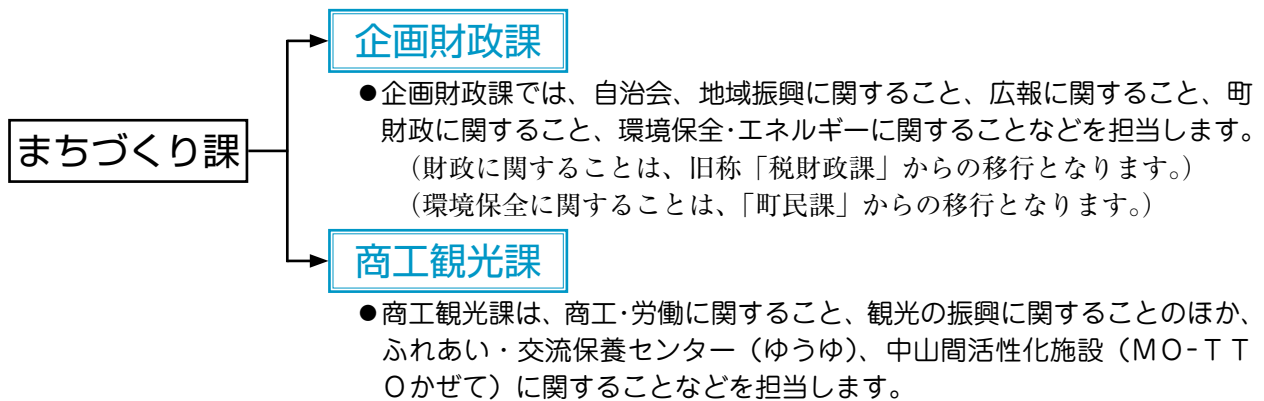 企画財政課
●企画財政課では、自治会、地域振興に関すること、広報に関すること、町
財政に関すること、環境保全・エネルギーに関することなどを担当します。
（財政に関することは、旧称「税財政課」からの移行となります。）
（環境保全に関することは、「町民課」からの移行となります。）
まちづくり課
商工観光課
●商工観光課は、商工・労働に関すること、観光の振興に関することのほか、
ふれあい・交流保養センター（ゆうゆ）、中山間活性化施設（ＭＯ-ＴＴ
Ｏかぜて）に関することなどを担当します。